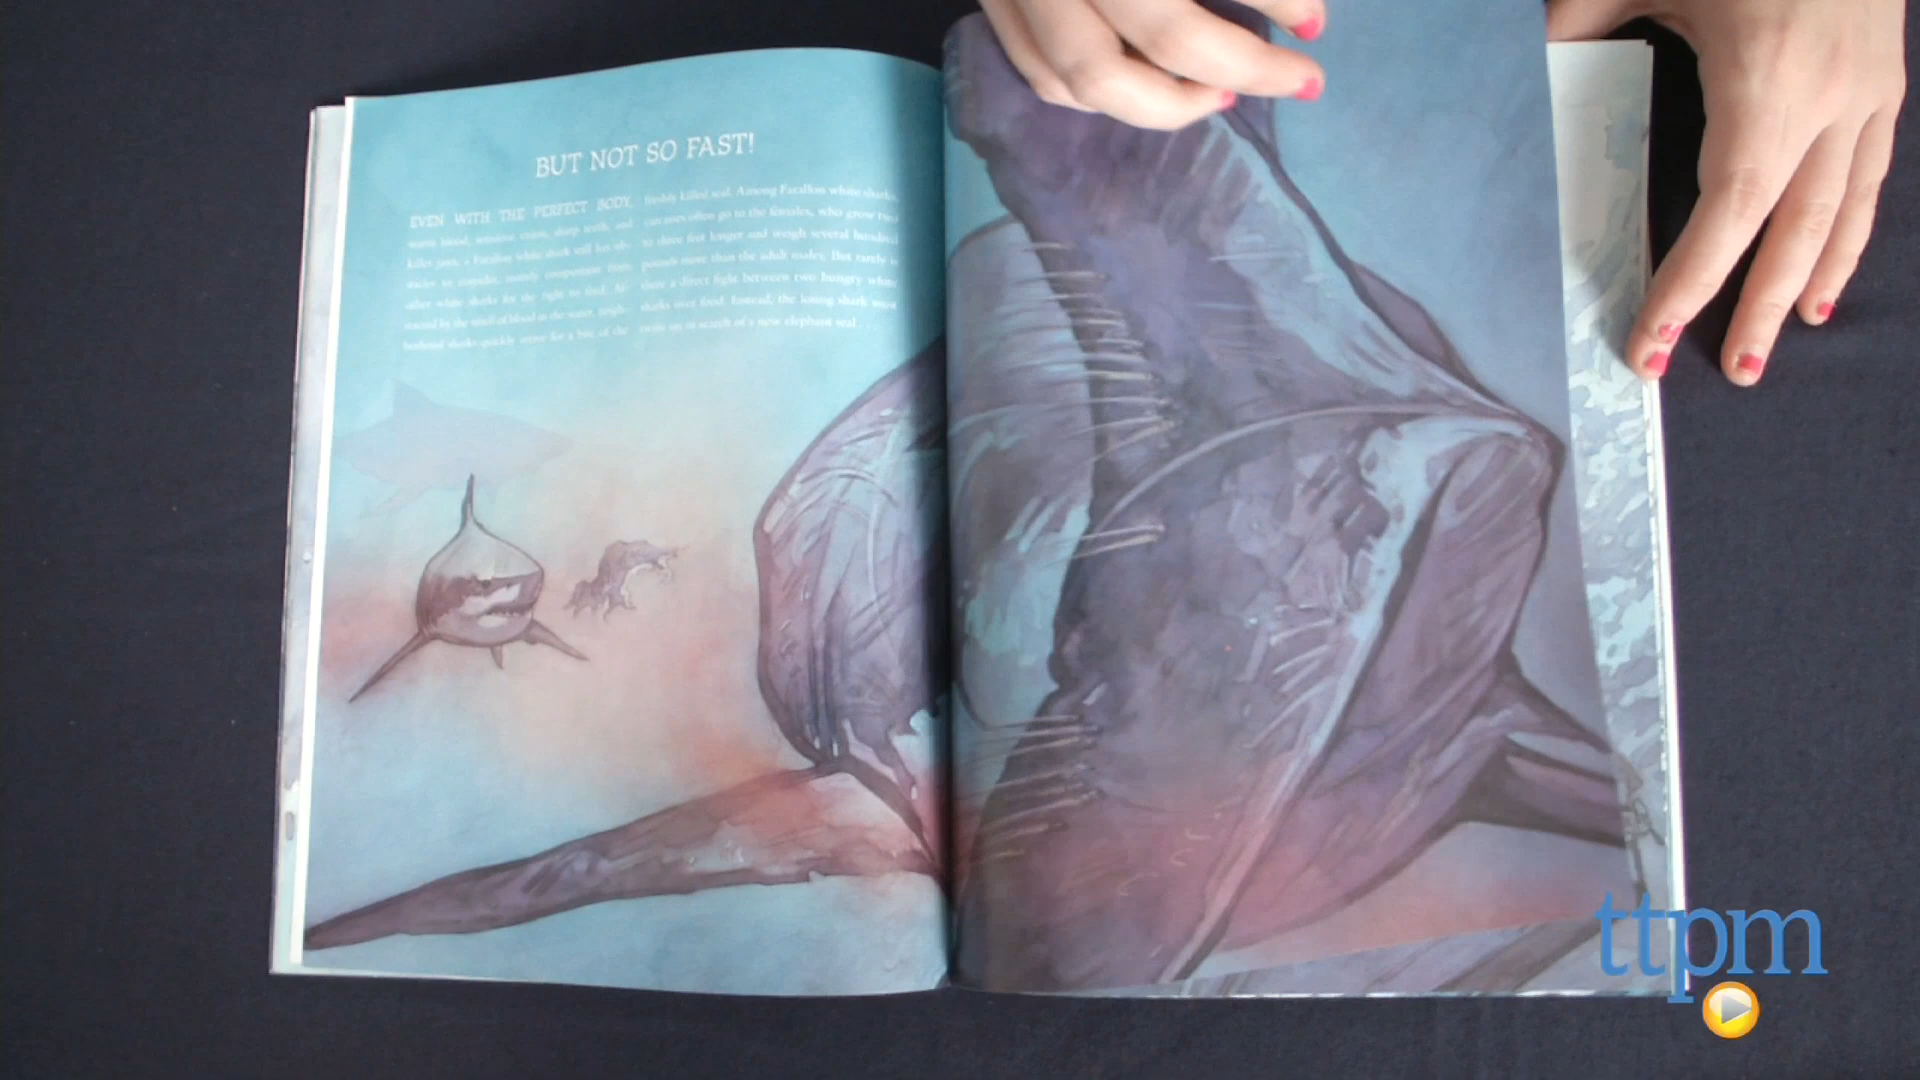 BUT NOT SO FAST!
EVEN WITH THE PERFECT BODY,
warm blood, sensitive vision, sharp teeth, and
killer jaws, a Farallon white shark still has ob-
stacles to consider, mainly competition from
other white sharks for the right to feed. At-
tracted by the smell of blood in the water, neigh-
borhood sharks quickly arrive for a bite of the
freshly killed seal. Among Farallon white sharks,
carcasses often go to the females, who grow two
to three feet longer and weigh several hundred
pounds more than the adult males. But rarely is
there a direct fight between two hungry white
sharks over food. Instead, the losing shark must
swim on in search of a new elephant seal . . .
ttpm